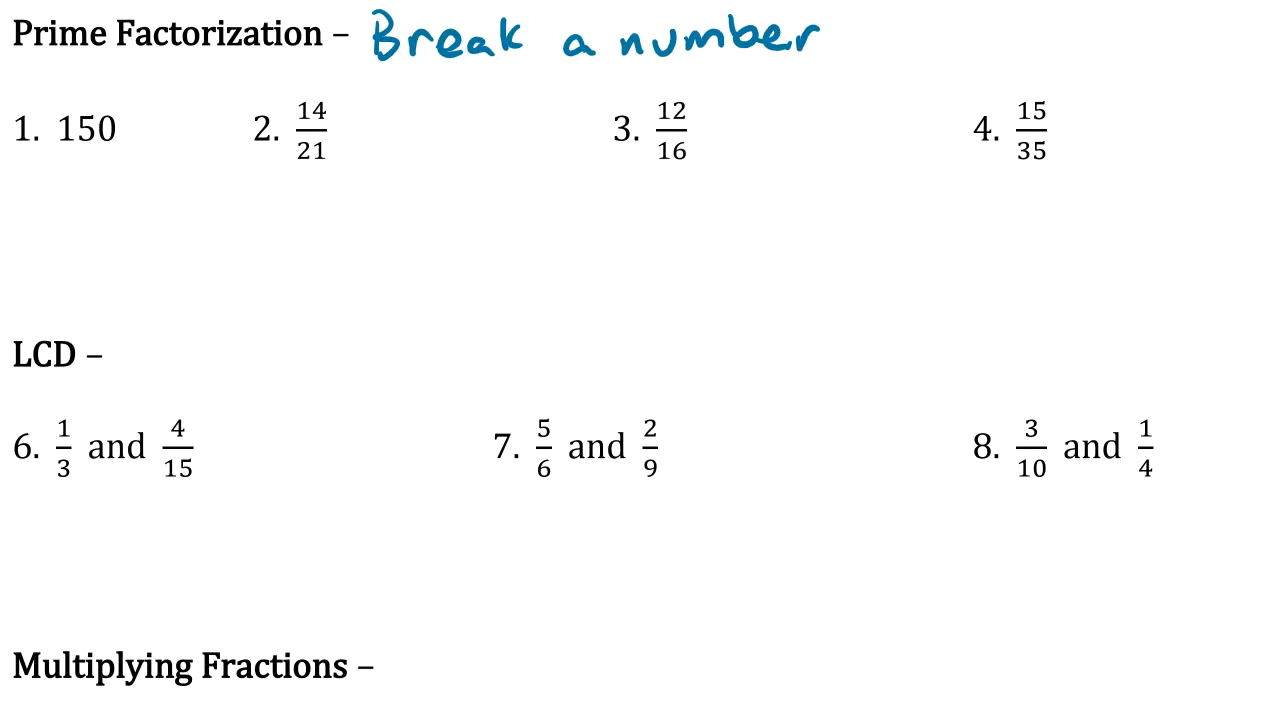 Prime Factorization – Break a number
1. 150 2. 14/21 3. 12/16 4. 15/35
LCD –
6. 1/3 and 4/15 7. 5/6 and 2/9 8. 3/10 and 1/4
Multiplying Fractions –